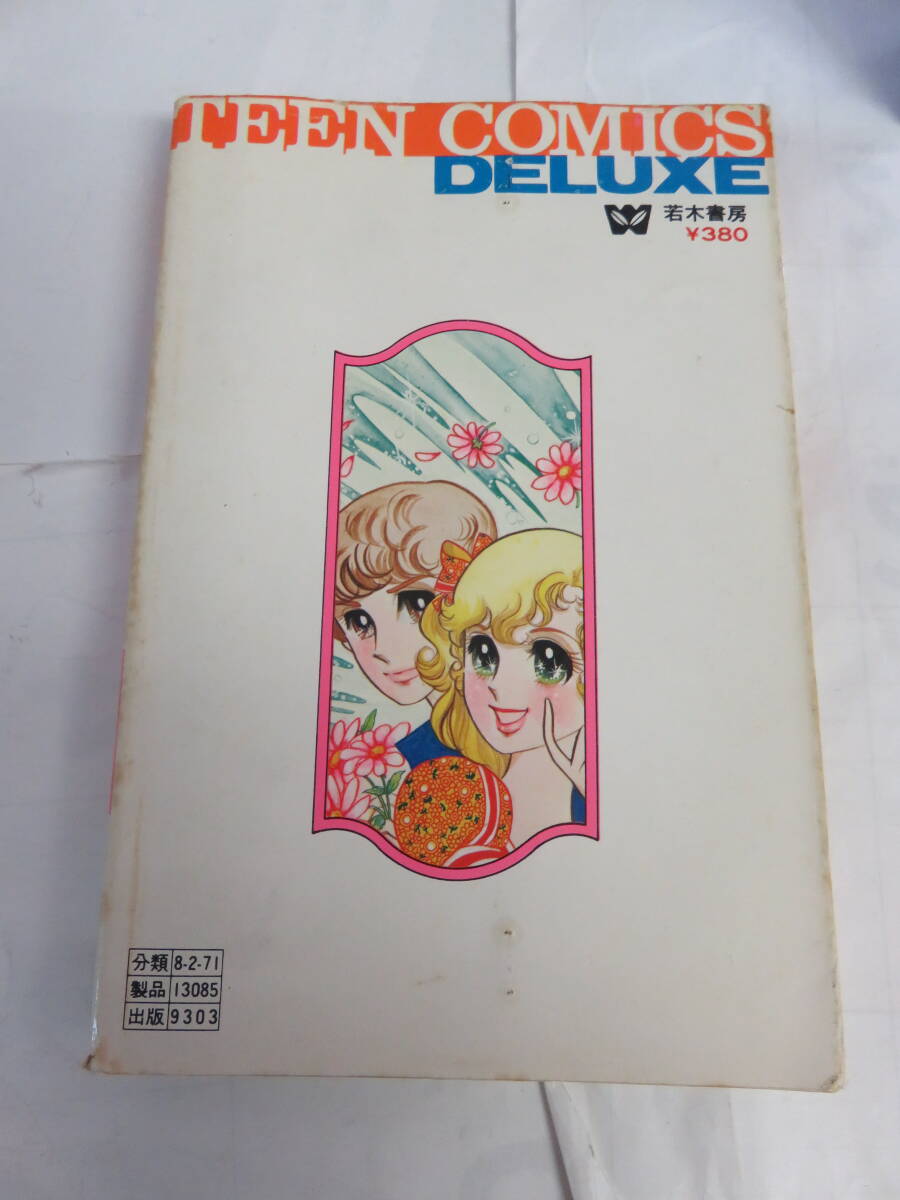 TEEN COMICS
DELUXE
若木書房
¥380
分類 8-2-71
製品 13085
出版 9303